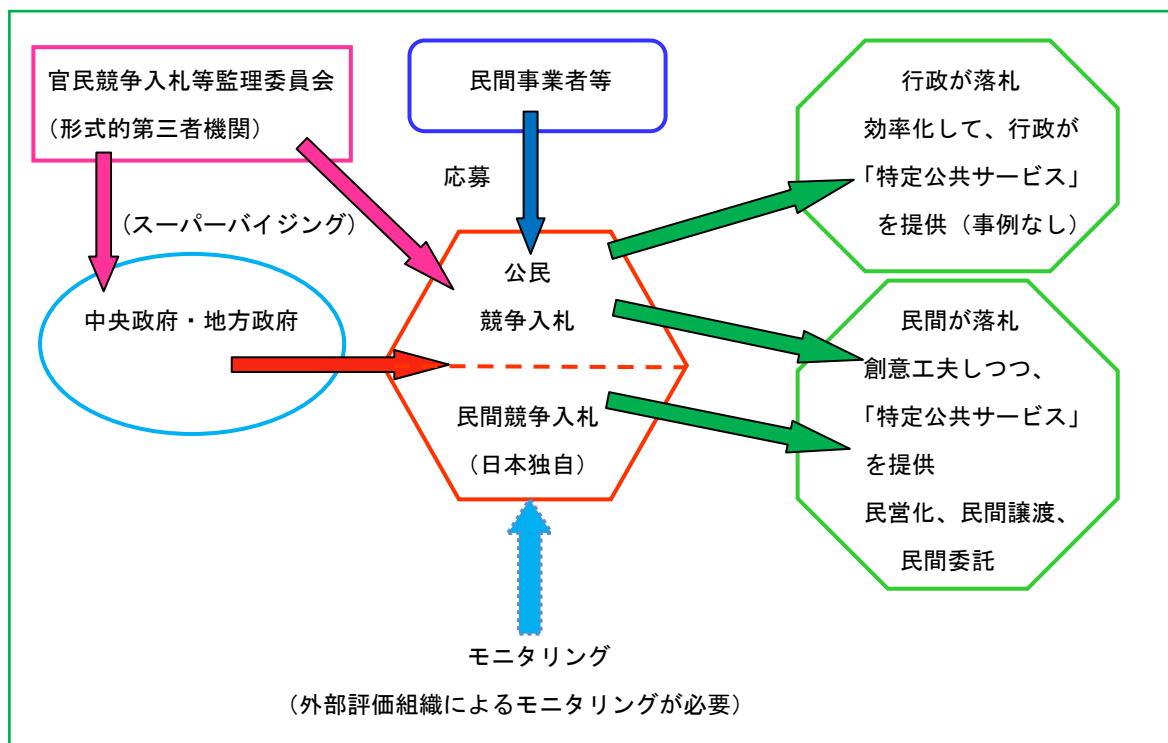 官民競争入札等監理委員会
（形式的第三者機関）
民間事業者等
応募
（スーパーバイジング）
中央政府・地方政府
公民
競争入札
民間競争入札
（日本独自）
行政が落札
効率化して、行政が
「特定公共サービス」
を提供（事例なし）
民間が落札
創意工夫しつつ、
「特定公共サービス」
を提供
民営化、民間譲渡、
民間委託
モニタリング
（外部評価組織によるモニタリングが必要）